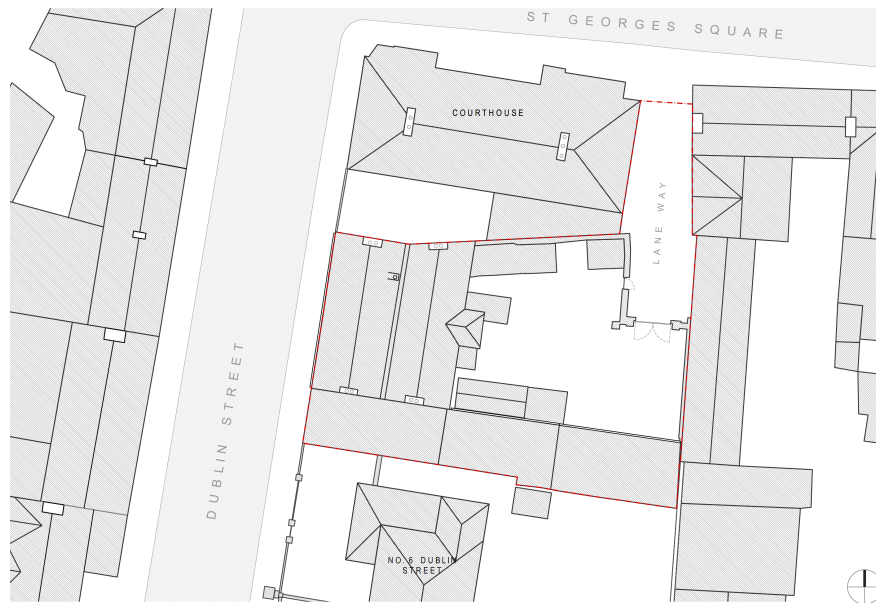 ST GEORGES SQUARE
COURTHOUSE
LANE WAY
DUBLIN STREET
NO. 6 DUBLIN
STREET